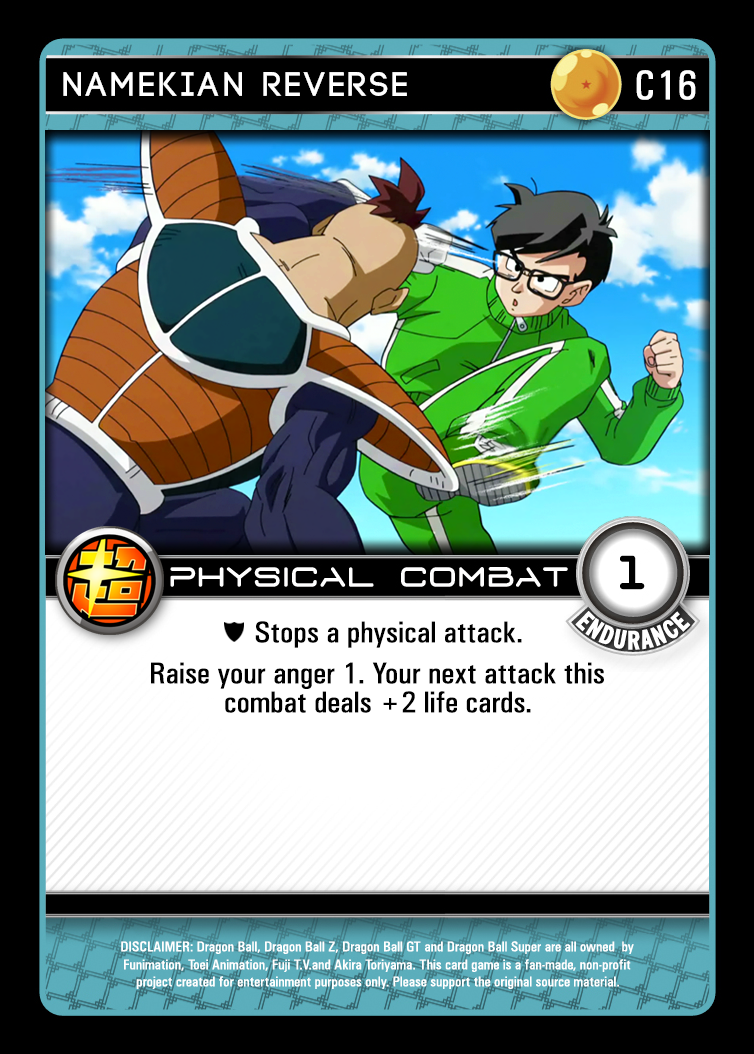 NAMEKIAN REVERSE
C16
PHYSICAL COMBAT
1
ENDURANCE
Stops a physical attack.
Raise your anger 1. Your next attack this
combat deals +2 life cards.
DISCLAIMER: Dragon Ball, Dragon Ball Z, Dragon Ball GT and Dragon Ball Super are all owned by
Funimation, Toei Animation, Fuji T.V.and Akira Toriyama. This card game is a fan-made, non-profit
project created for entertainment purposes only. Please support the original source material.